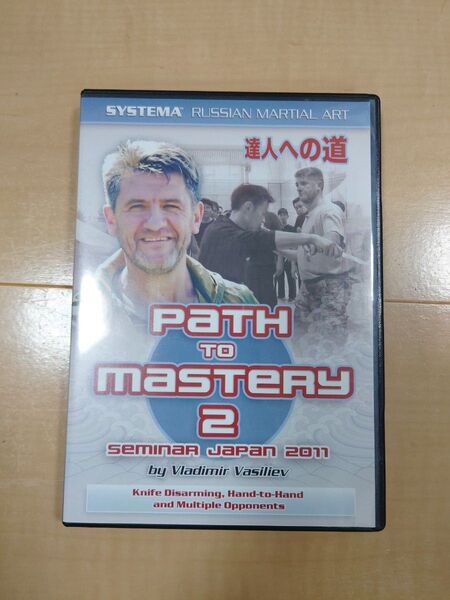 SYSTEMA™ RUSSIAN MARTIAL ART
達人への道
PATH
TO
MASTERY
2
SEMINAR JAPAN 2011
by Vladimir Vasiliev
Knife Disarming, Hand-to-Hand
and Multiple Opponents